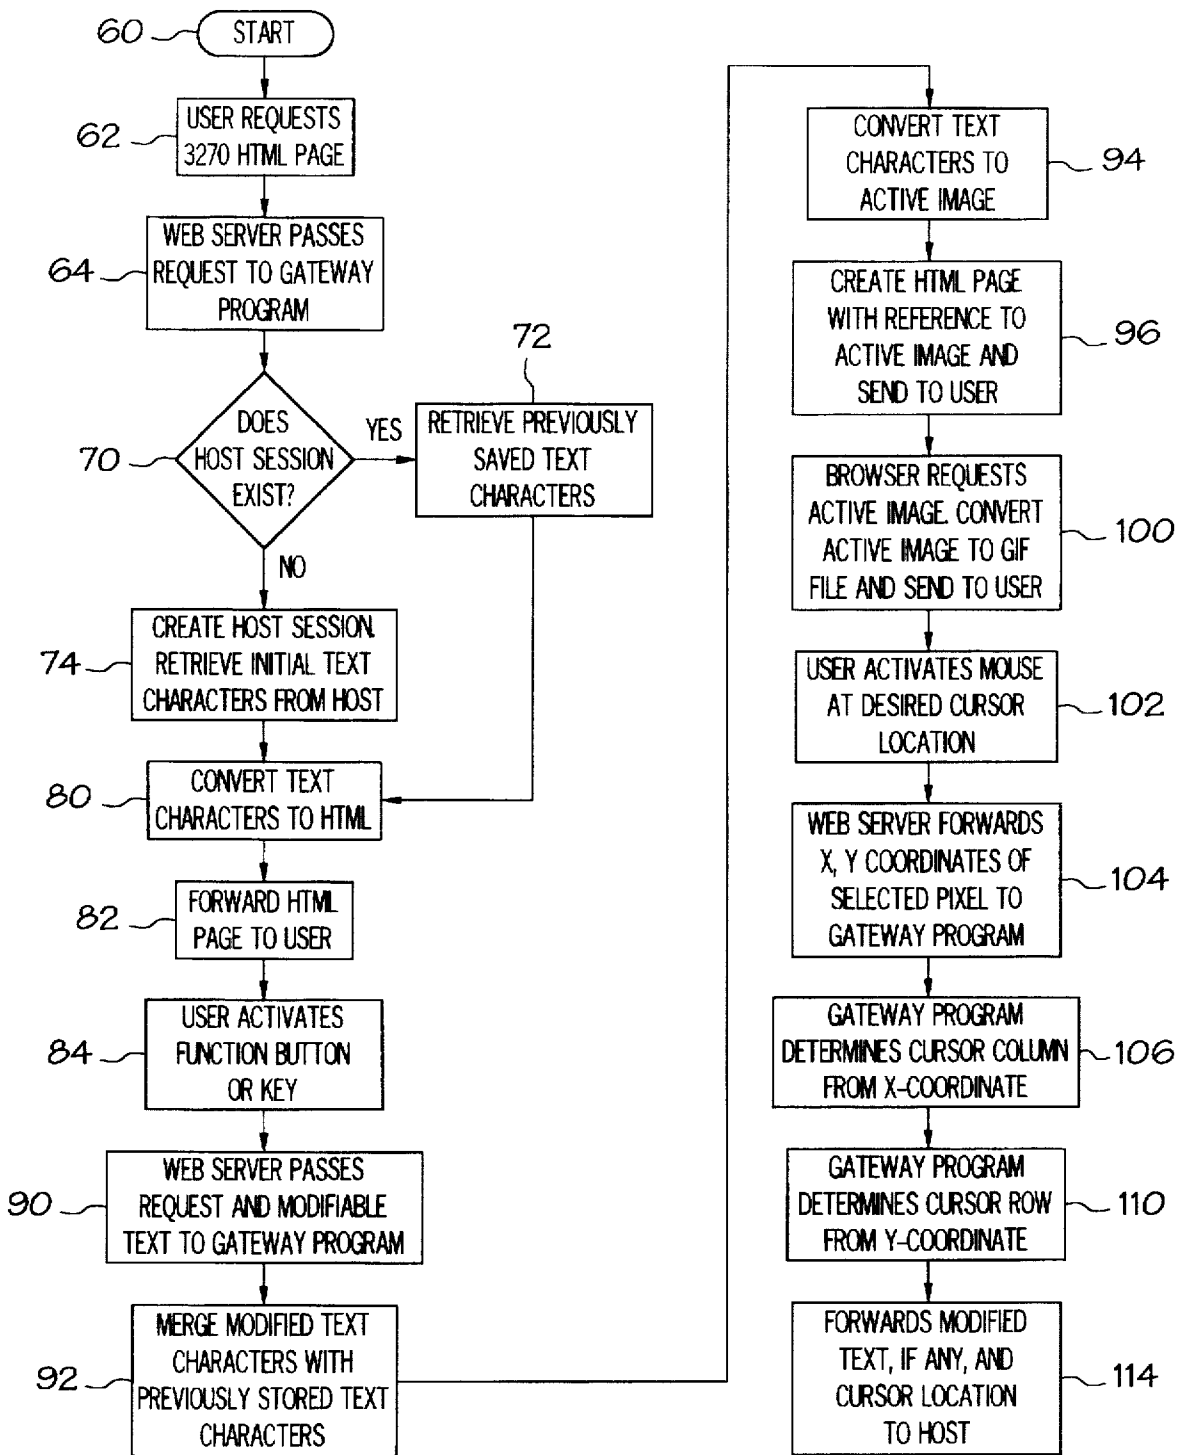 60
START
62
USER REQUESTS
3270 HTML PAGE
64
WEB SERVER PASSES
REQUEST TO GATEWAY
PROGRAM
70
DOES
HOST SESSION
EXIST?
YES
72
RETRIEVE PREVIOUSLY
SAVED TEXT
CHARACTERS
NO
74
CREATE HOST SESSION.
RETRIEVE INITIAL TEXT
CHARACTERS FROM HOST
80
CONVERT TEXT
CHARACTERS TO HTML
82
FORWARD HTML
PAGE TO USER
84
USER ACTIVATES
FUNCTION BUTTON
OR KEY
90
WEB SERVER PASSES
REQUEST AND MODIFIABLE
TEXT TO GATEWAY PROGRAM
92
MERGE MODIFIED TEXT
CHARACTERS WITH
PREVIOUSLY STORED TEXT
CHARACTERS
CONVERT TEXT
CHARACTERS TO
ACTIVE IMAGE
94
CREATE HTML PAGE
WITH REFERENCE TO
ACTIVE IMAGE AND
SEND TO USER
96
BROWSER REQUESTS
ACTIVE IMAGE. CONVERT
ACTIVE IMAGE TO GIF
FILE AND SEND TO USER
100
USER ACTIVATES MOUSE
AT DESIRED CURSOR
LOCATION
102
WEB SERVER FORWARDS
X, Y COORDINATES OF
SELECTED PIXEL TO
GATEWAY PROGRAM
104
GATEWAY PROGRAM
DETERMINES CURSOR COLUMN
FROM X-COORDINATE
106
GATEWAY PROGRAM
DETERMINES CURSOR ROW
FROM Y-COORDINATE
110
FORWARDS MODIFIED
TEXT, IF ANY, AND
CURSOR LOCATION
TO HOST
114